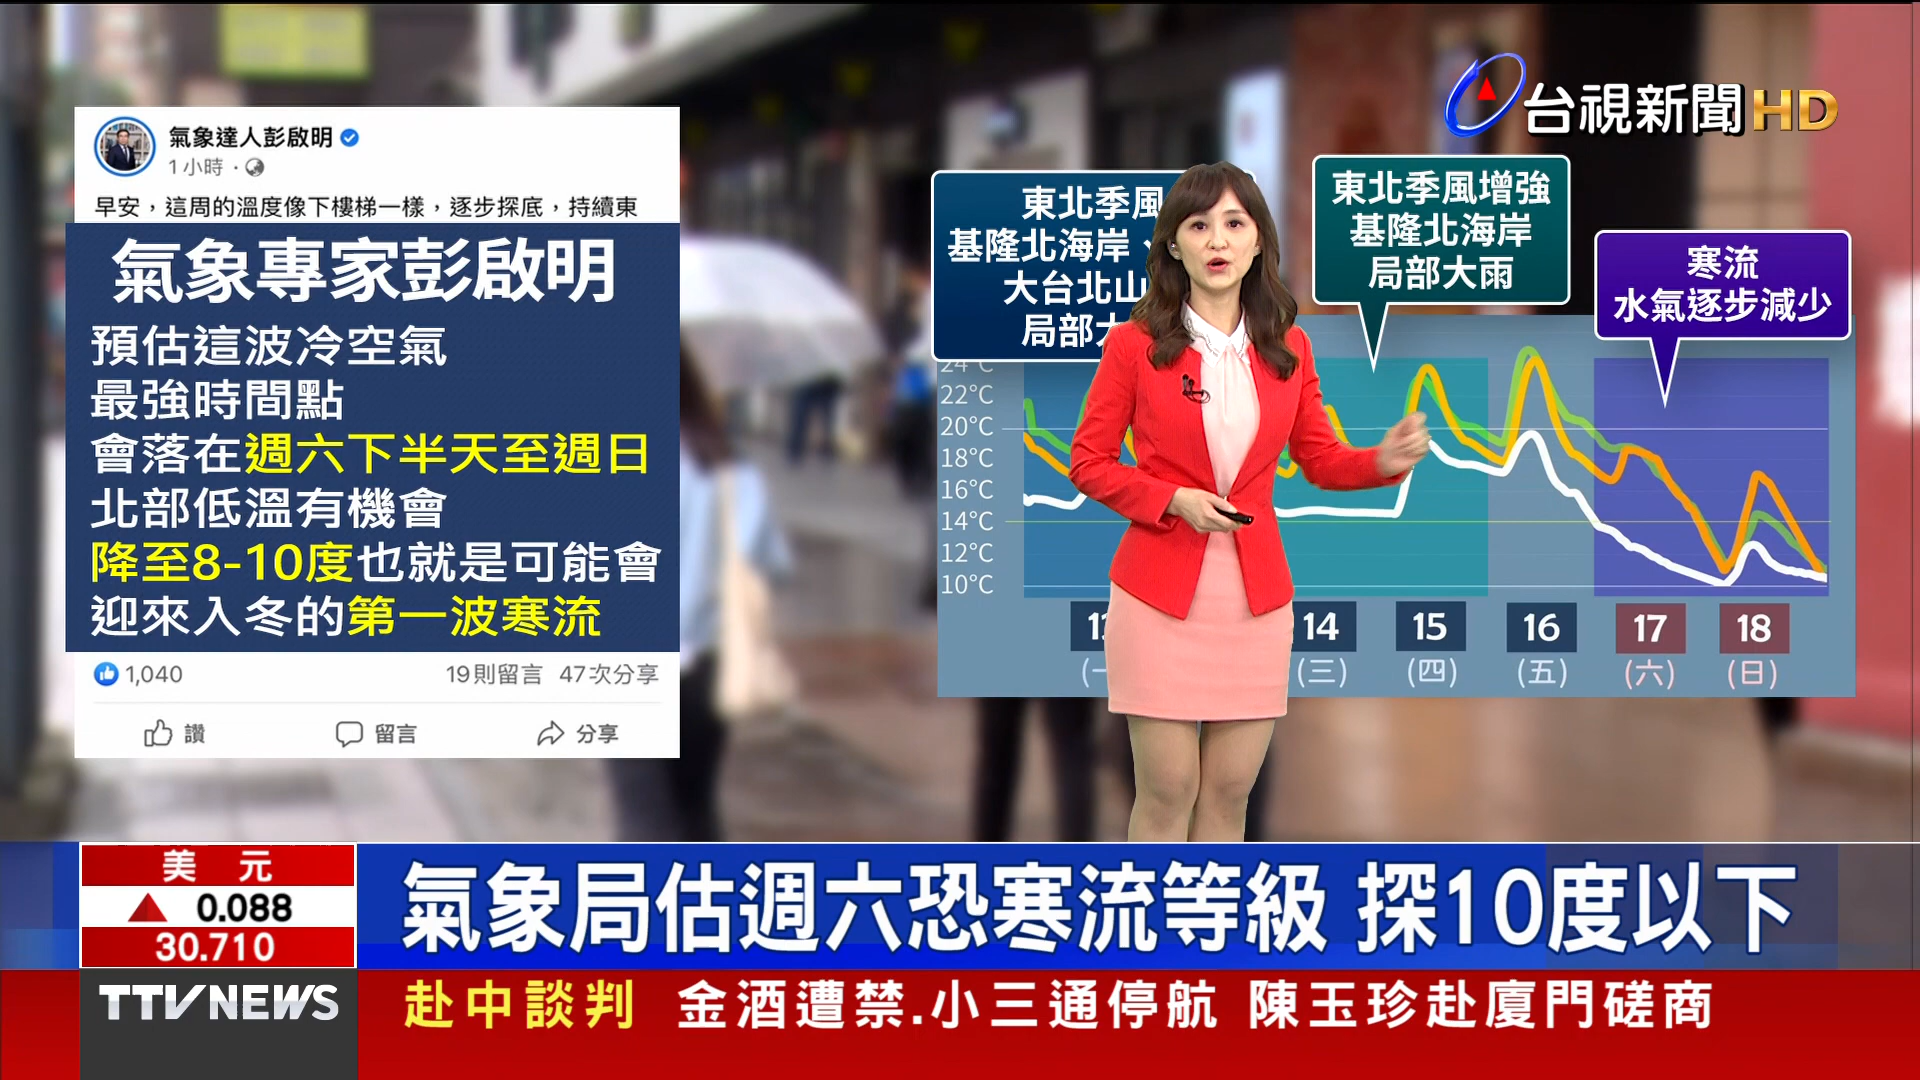 台視新聞HD
氣象達人彭啟明
1小時
早安，這周的溫度像下樓梯一樣，逐步探底，持續東
氣象專家彭啟明
預估這波冷空氣
最強時間點
會落在週六下半天至週日
北部低溫有機會
降至8-10度也就是可能會
迎來入冬的第一波寒流
1,040
19則留言 47次分享
讚 留言 分享
東北季風
基隆北海岸、
大台北山
局部大
東北季風增強
基隆北海岸
局部大雨
寒流
水氣逐步減少
24°C
22°C
20°C
18°C
16°C
14°C
12°C
10°C
14 15 16 17 18
(三) (四) (五) (六) (日)
美元
0.088
30.710
氣象局估週六恐寒流等級 探10度以下
TTV NEWS
赴中談判 金酒遭禁.小三通停航 陳玉珍赴廈門磋商